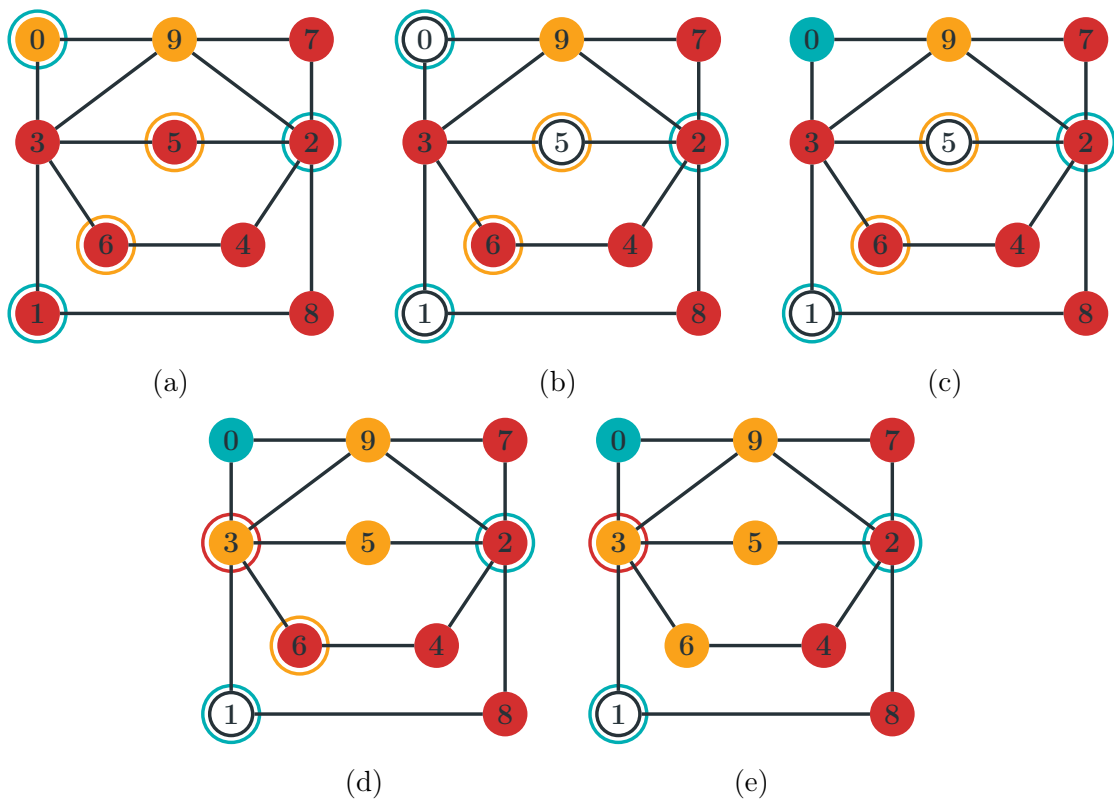 0 9 7 0 9 7 0 9 7
3 5 2 3 5 2 3 5 2
6 4 6 4 6 4
1 8 1 8 1 8
(a) (b) (c)
0 9 7 0 9 7
3 5 2 3 5 2
6 4 6 4
1 8 1 8
(d) (e)